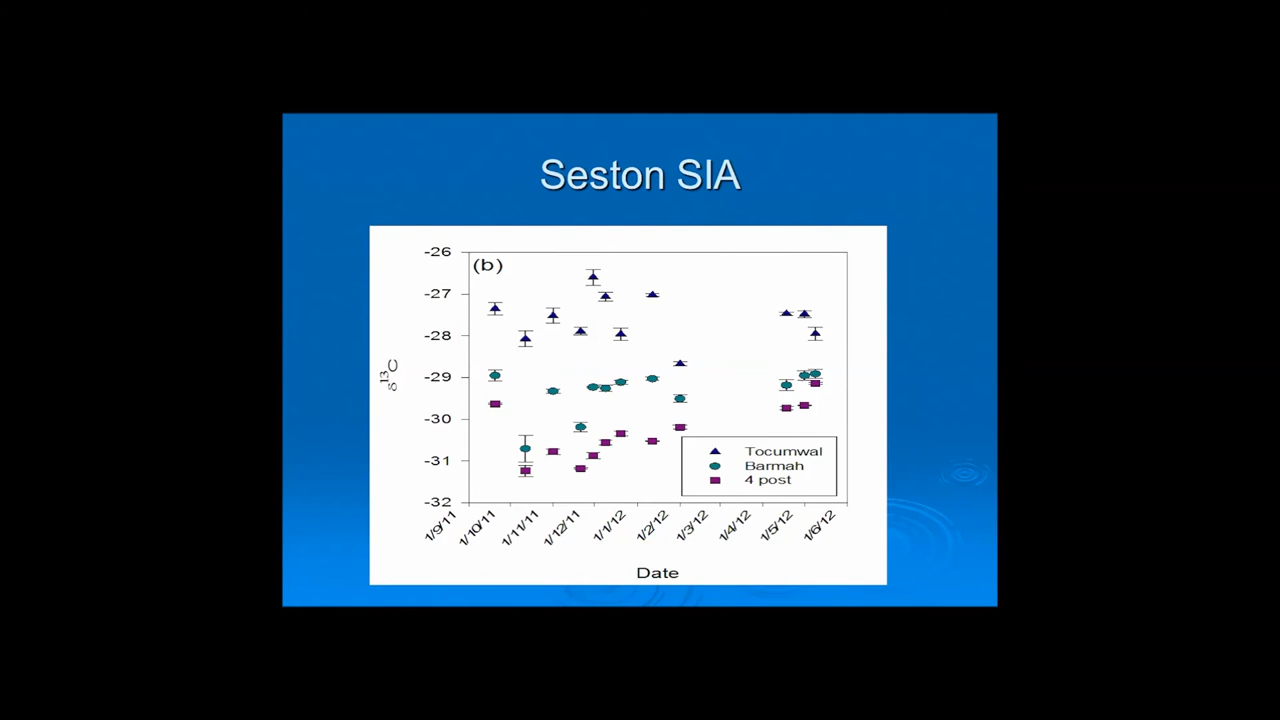 Seston SIA
(b)
-26
-27
-28
-29
-30
-31
-32
δ¹³C
Tocumwal
Barmah
4 post
1/9/11
1/10/11
1/11/11
1/12/11
1/1/12
1/2/12
1/3/12
1/4/12
1/5/12
1/6/12
Date